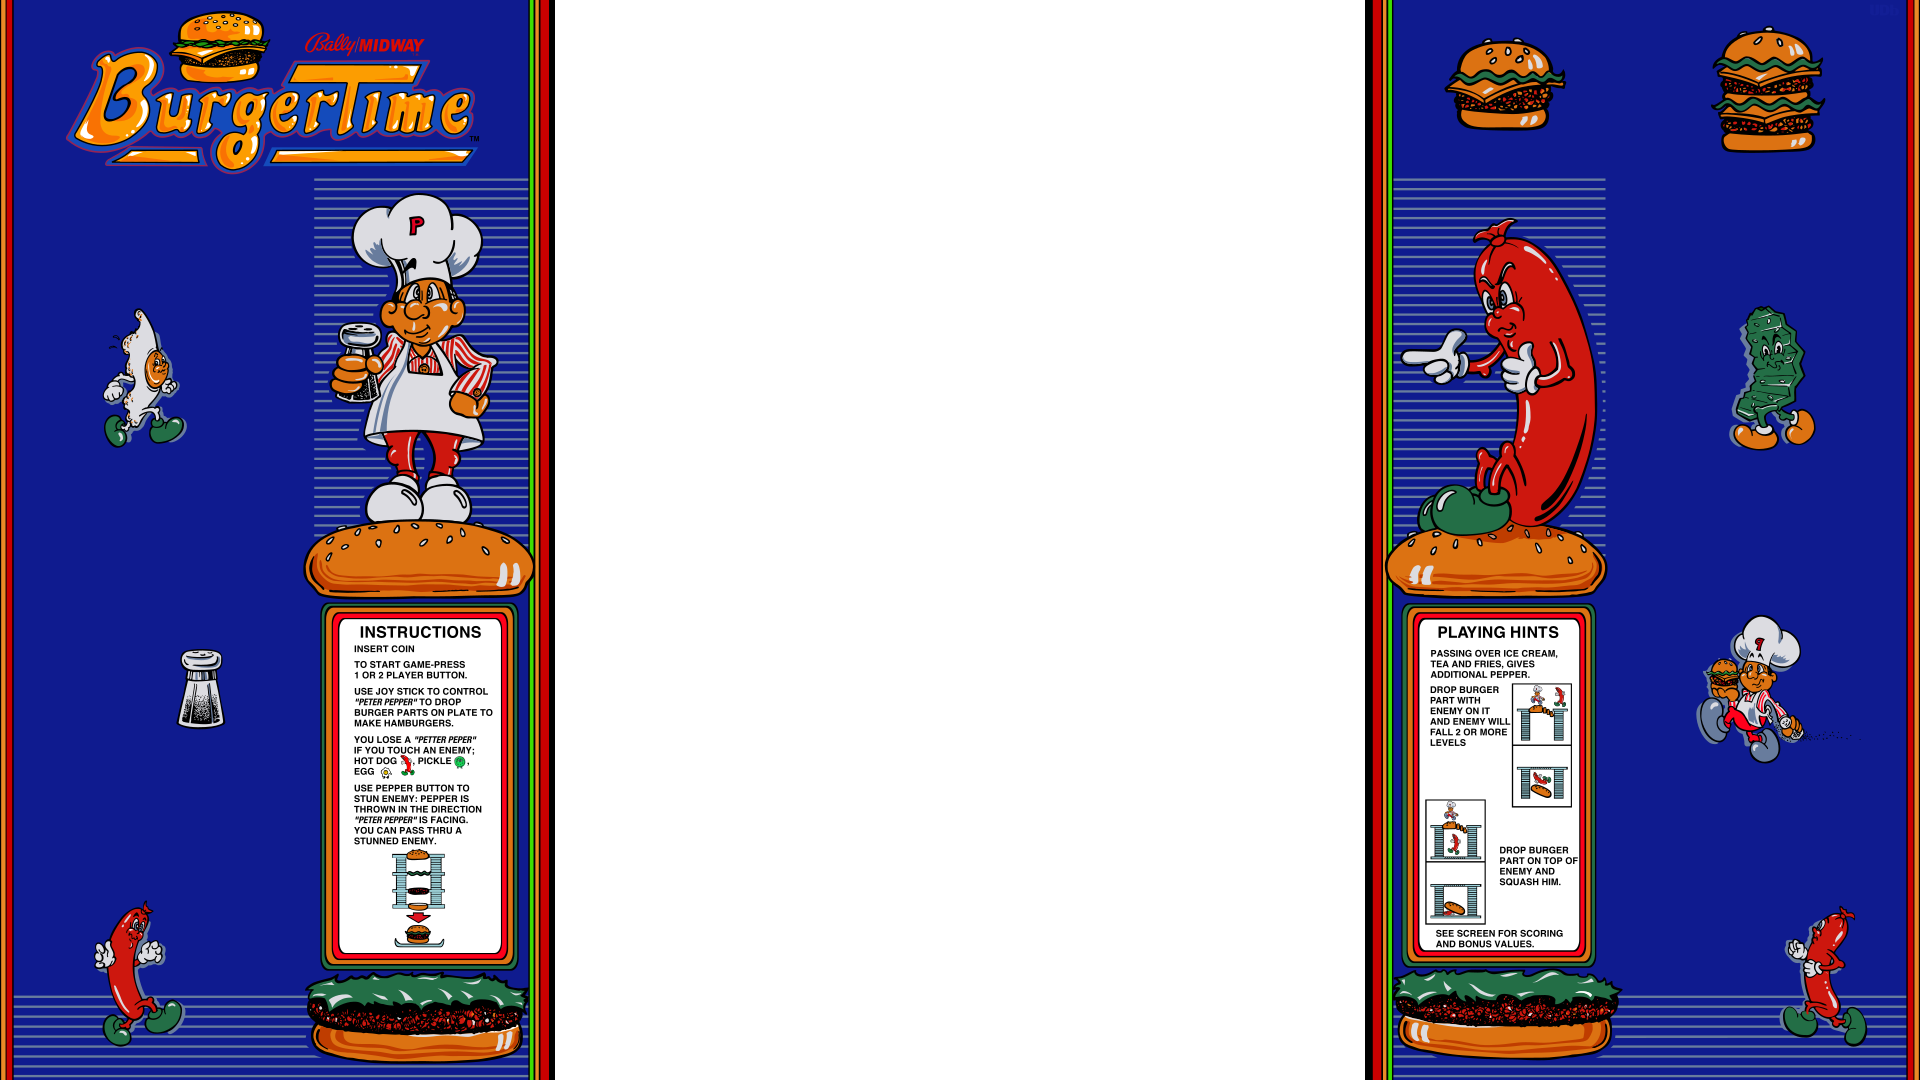 Bally MIDWAY
BurgerTime
TM
P
INSTRUCTIONS
INSERT COIN
TO START GAME-PRESS
1 OR 2 PLAYER BUTTON.
USE JOY STICK TO CONTROL
"PETER PEPPER" TO DROP
BURGER PARTS ON PLATE TO
MAKE HAMBURGERS.
YOU LOSE A "PETTER PEPER"
IF YOU TOUCH AN ENEMY;
HOT DOG , PICKLE ,
EGG
USE PEPPER BUTTON TO
STUN ENEMY: PEPPER IS
THROWN IN THE DIRECTION
"PETER PEPPER" IS FACING.
YOU CAN PASS THRU A
STUNNED ENEMY.
PLAYING HINTS
PASSING OVER ICE CREAM,
TEA AND FRIES, GIVES
ADDITIONAL PEPPER.
DROP BURGER
PART WITH
ENEMY ON IT
AND ENEMY WILL
FALL 2 OR MORE
LEVELS
DROP BURGER
PART ON TOP OF
ENEMY AND
SQUASH HIM.
SEE SCREEN FOR SCORING
AND BONUS VALUES.